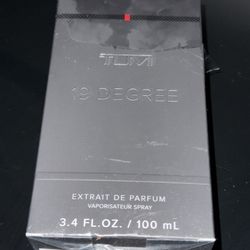 TUMI
19 DEGREE
EXTRAIT DE PARFUM
VAPORISATEUR SPRAY
3.4 FL.OZ. / 100 mL